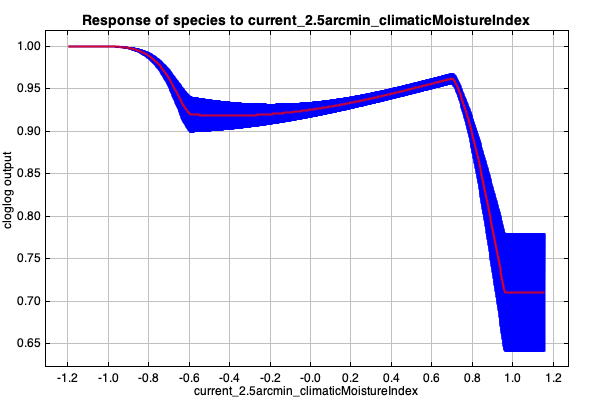 Response of species to current_2.5arcmin_climaticMoistureIndex
1.00
0.95
0.90
0.85
0.80
0.75
0.70
0.65
cloglog output
-1.2 -1.0 -0.8 -0.6 -0.4 -0.2 -0.0 0.2 0.4 0.6 0.8 1.0 1.2
current_2.5arcmin_climaticMoistureIndex